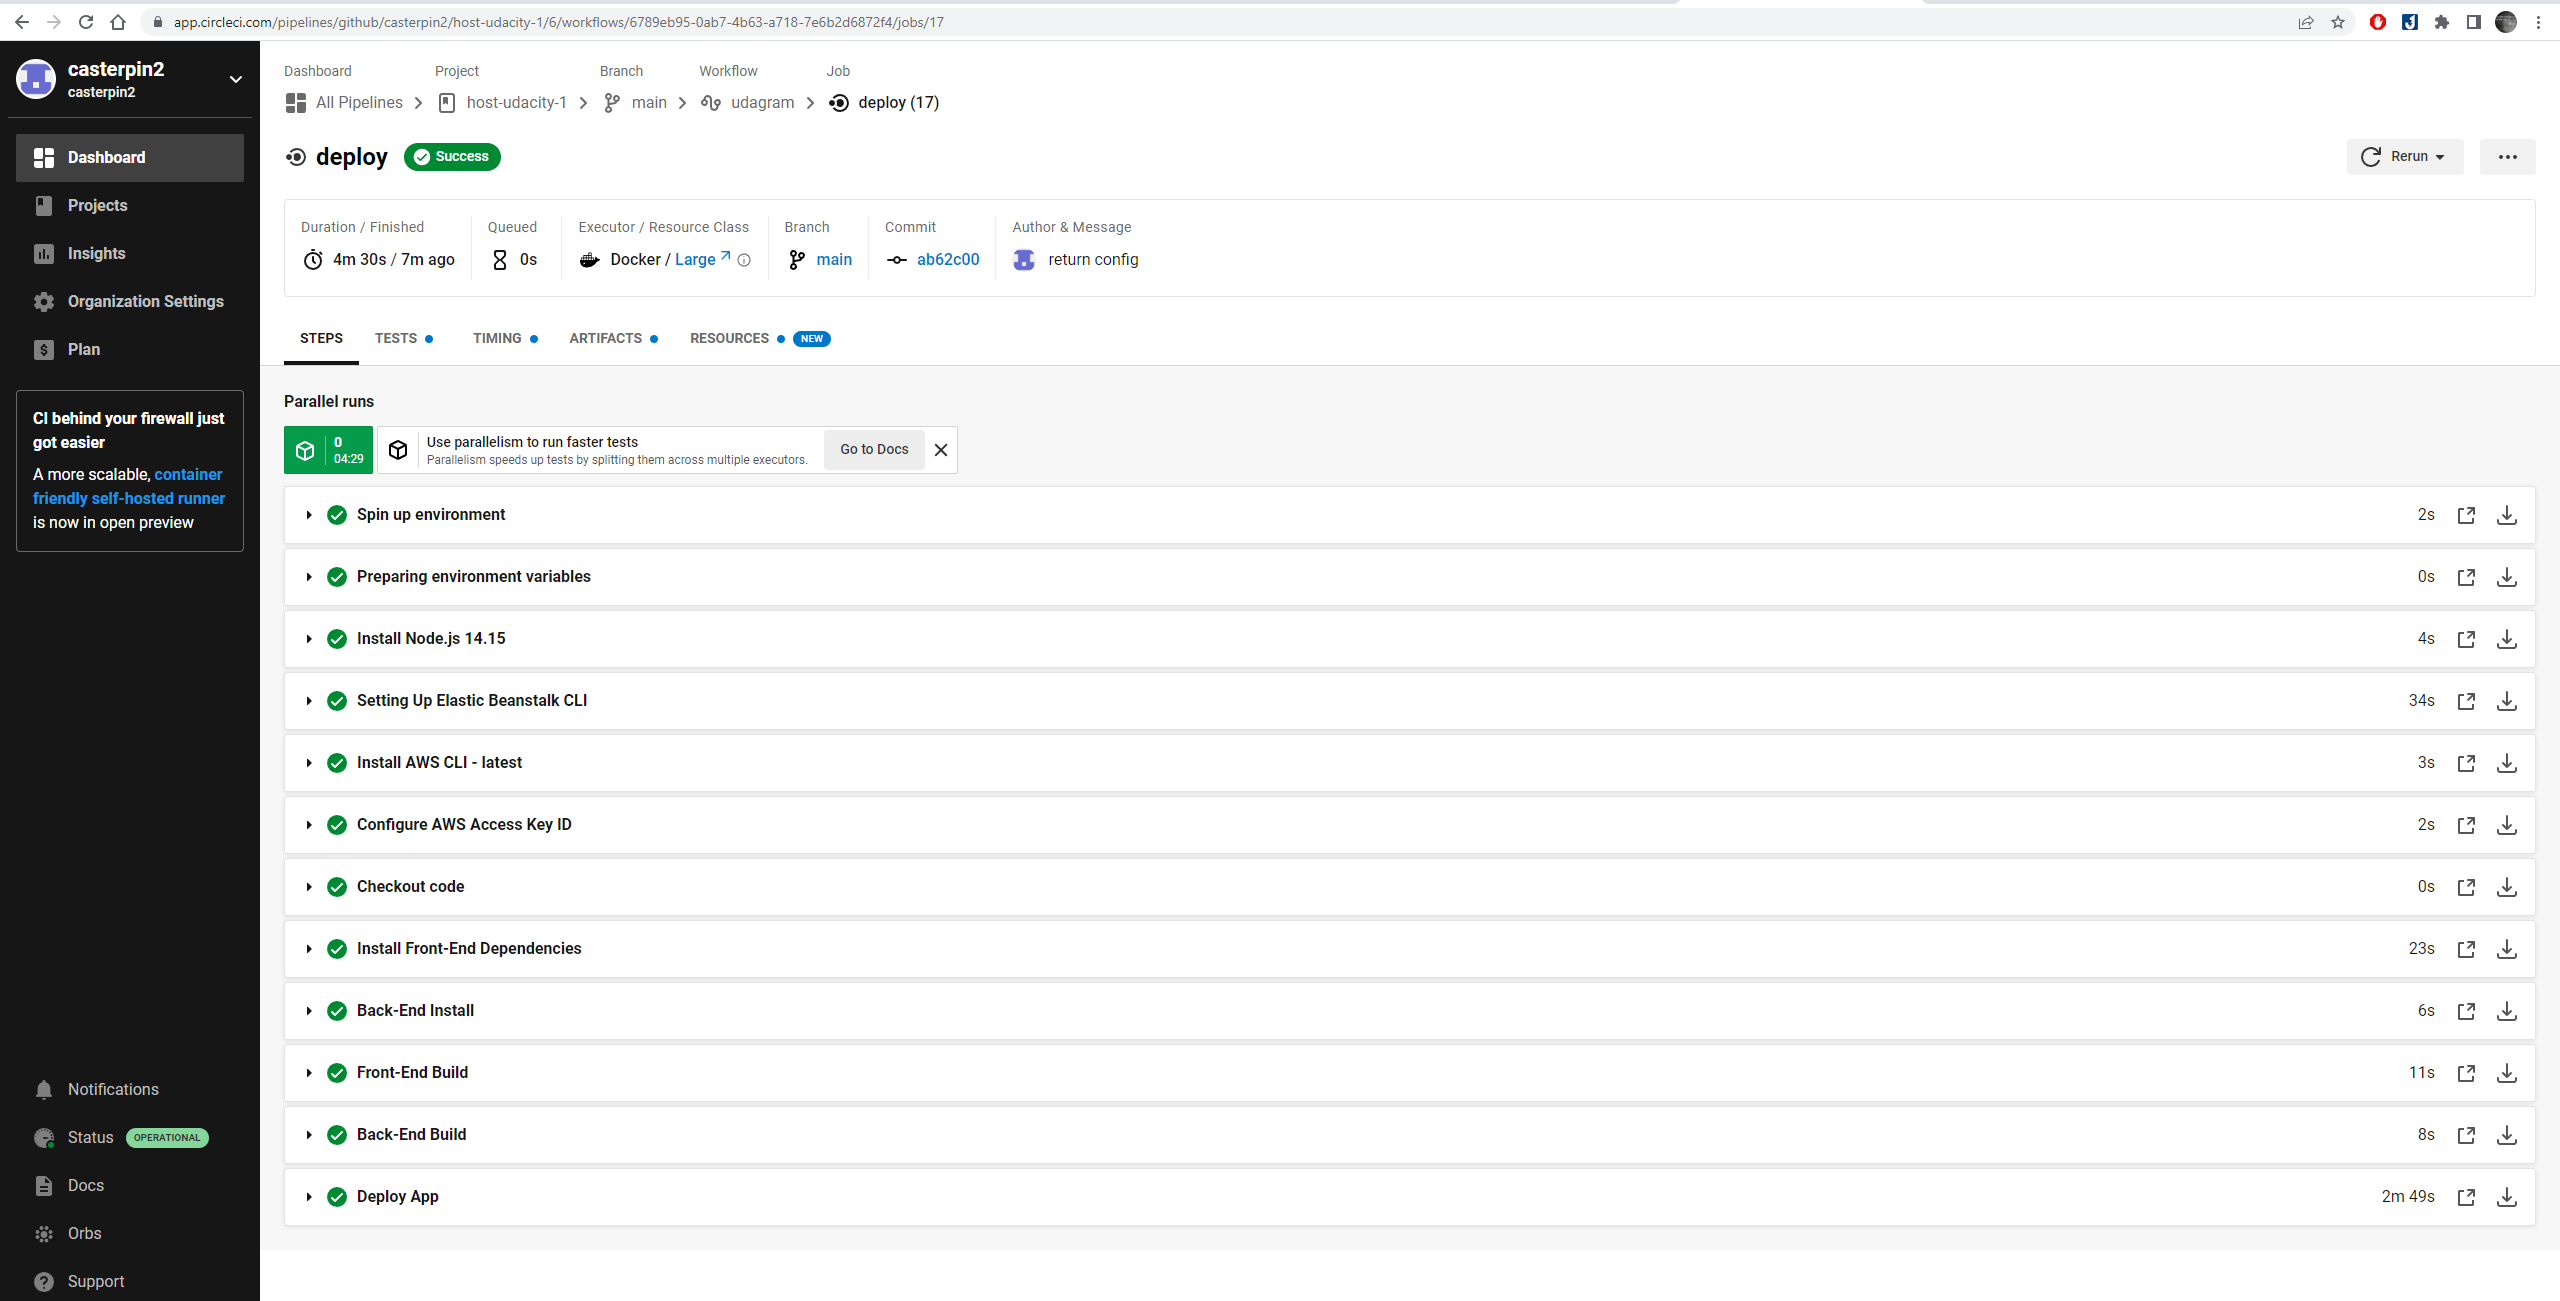 app.circleci.com/pipelines/github/casterpin2/host-udacity-1/6/workflows/6789eb95-0ab7-4b63-a718-7e6b2d6872f4/jobs/17
casterpin2
casterpin2
Dashboard
Projects
Insights
Organization Settings
Plan
CI behind your firewall just
got easier
A more scalable, container
friendly self-hosted runner
is now in open preview
Notifications
Status OPERATIONAL
Docs
Orbs
Support
Dashboard Project Branch Workflow Job
All Pipelines host-udacity-1 main udagram deploy (17)
deploy Success Rerun
Duration / Finished Queued Executor / Resource Class Branch Commit Author & Message
4m 30s / 7m ago 0s Docker / Large main ab62c00 return config
STEPS TESTS TIMING ARTIFACTS RESOURCES NEW
Parallel runs
0
04:29
Use parallelism to run faster tests
Parallelism speeds up tests by splitting them across multiple executors.
Go to Docs
Spin up environment 2s
Preparing environment variables 0s
Install Node.js 14.15 4s
Setting Up Elastic Beanstalk CLI 34s
Install AWS CLI - latest 3s
Configure AWS Access Key ID 2s
Checkout code 0s
Install Front-End Dependencies 23s
Back-End Install 6s
Front-End Build 11s
Back-End Build 8s
Deploy App 2m 49s